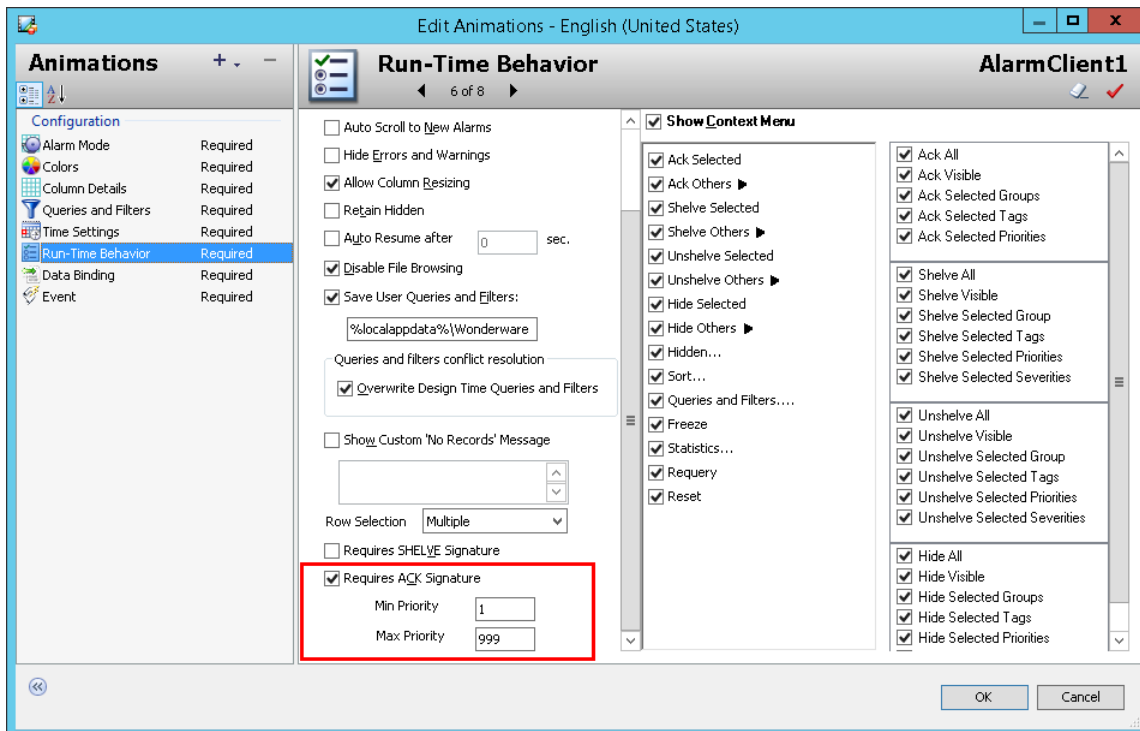 Edit Animations - English (United States)
Animations
Run-Time Behavior
6 of 8
AlarmClient1
Configuration
Alarm Mode Required
Colors Required
Column Details Required
Queries and Filters Required
Time Settings Required
Run-Time Behavior Required
Data Binding Required
Event Required
Auto Scroll to New Alarms
Hide Errors and Warnings
Allow Column Resizing
Retain Hidden
Auto Resume after 0 sec.
Disable File Browsing
Save User Queries and Filters:
%localappdata%\Wonderware
Queries and filters conflict resolution
Overwrite Design Time Queries and Filters
Show Custom 'No Records' Message
Row Selection Multiple
Requires SHELVE Signature
Requires ACK Signature
Min Priority 1
Max Priority 999
Show Context Menu
Ack Selected
Ack Others
Shelve Selected
Shelve Others
Unshelve Selected
Unshelve Others
Hide Selected
Hide Others
Hidden...
Sort...
Queries and Filters....
Freeze
Statistics...
Requery
Reset
Ack All
Ack Visible
Ack Selected Groups
Ack Selected Tags
Ack Selected Priorities
Shelve All
Shelve Visible
Shelve Selected Group
Shelve Selected Tags
Shelve Selected Priorities
Shelve Selected Severities
Unshelve All
Unshelve Visible
Unshelve Selected Group
Unshelve Selected Tags
Unshelve Selected Priorities
Unshelve Selected Severities
Hide All
Hide Visible
Hide Selected Groups
Hide Selected Tags
Hide Selected Priorities
OK Cancel